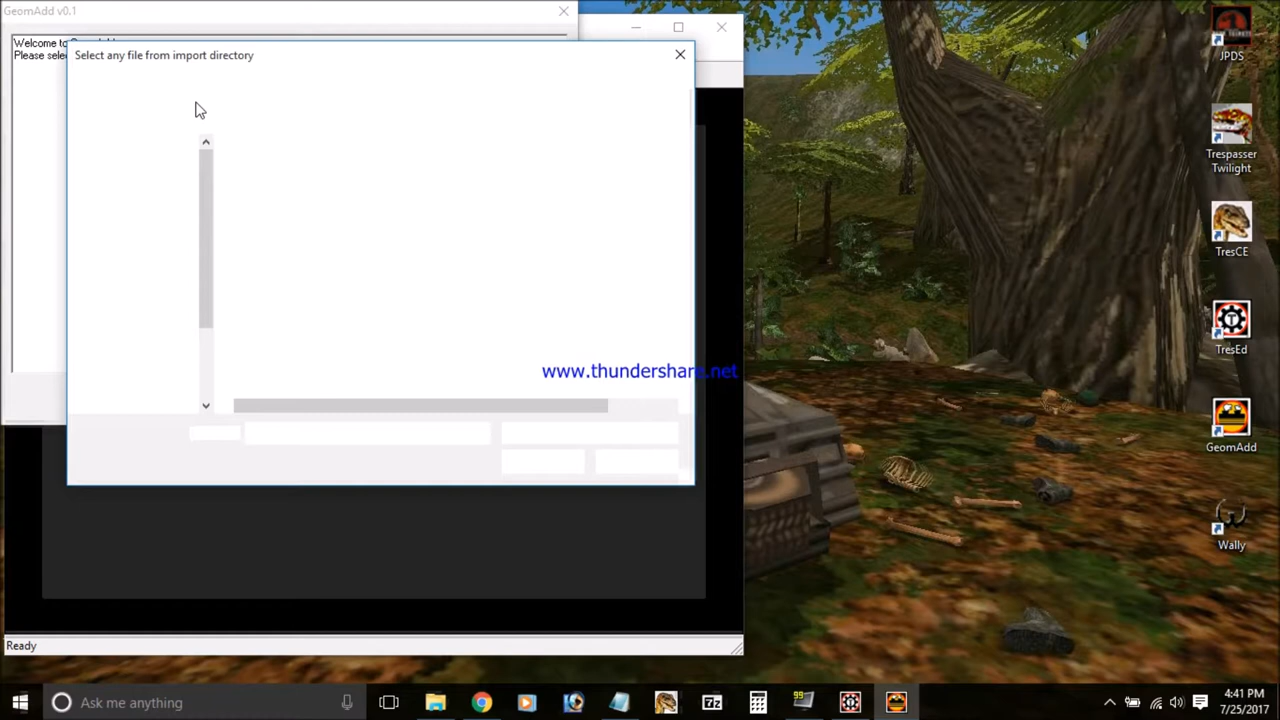 GeomAdd v0.1
Welcome to
Please
Select any file from import directory
JPDS
Trespasser
Twilight
TresCE
TresEd
www.thundershare.net
GeomAdd
Wally
Ready
Ask me anything
99
4:41 PM
7/25/2017